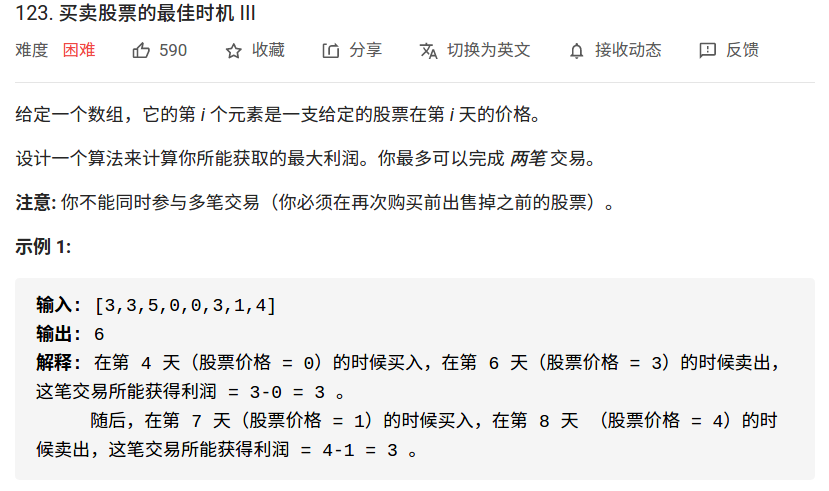 123. 买卖股票的最佳时机 III
难度 困难 590 收藏 分享 切换为英文 接收动态 反馈
给定一个数组，它的第 i 个元素是一支给定的股票在第 i 天的价格。
设计一个算法来计算你所能获取的最大利润。你最多可以完成 两笔 交易。
注意: 你不能同时参与多笔交易（你必须在再次购买前出售掉之前的股票）。
示例 1:
输入: [3,3,5,0,0,3,1,4]
输出: 6
解释: 在第 4 天（股票价格 = 0）的时候买入，在第 6 天（股票价格 = 3）的时候卖出，
这笔交易所能获得利润 = 3-0 = 3 。
随后，在第 7 天（股票价格 = 1）的时候买入，在第 8 天 （股票价格 = 4）的时
候卖出，这笔交易所能获得利润 = 4-1 = 3 。